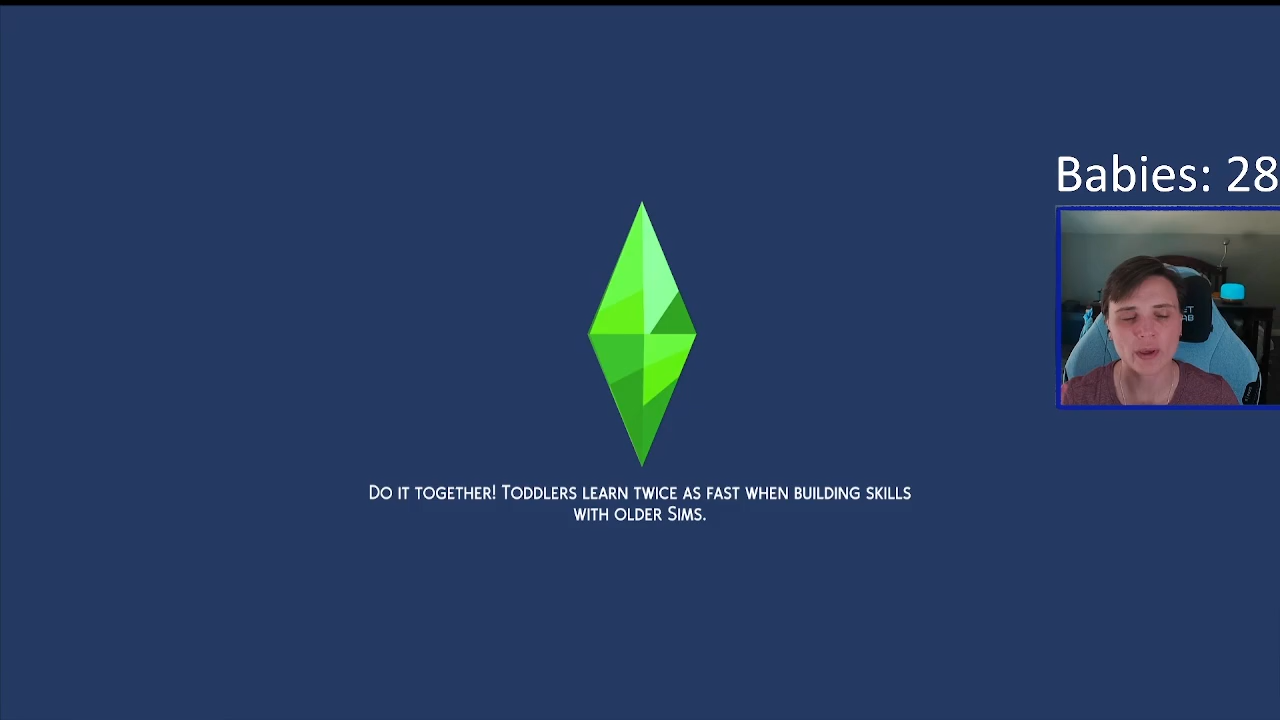 Babies: 28
DO IT TOGETHER! TODDLERS LEARN TWICE AS FAST WHEN BUILDING SKILLS
WITH OLDER SIMS.